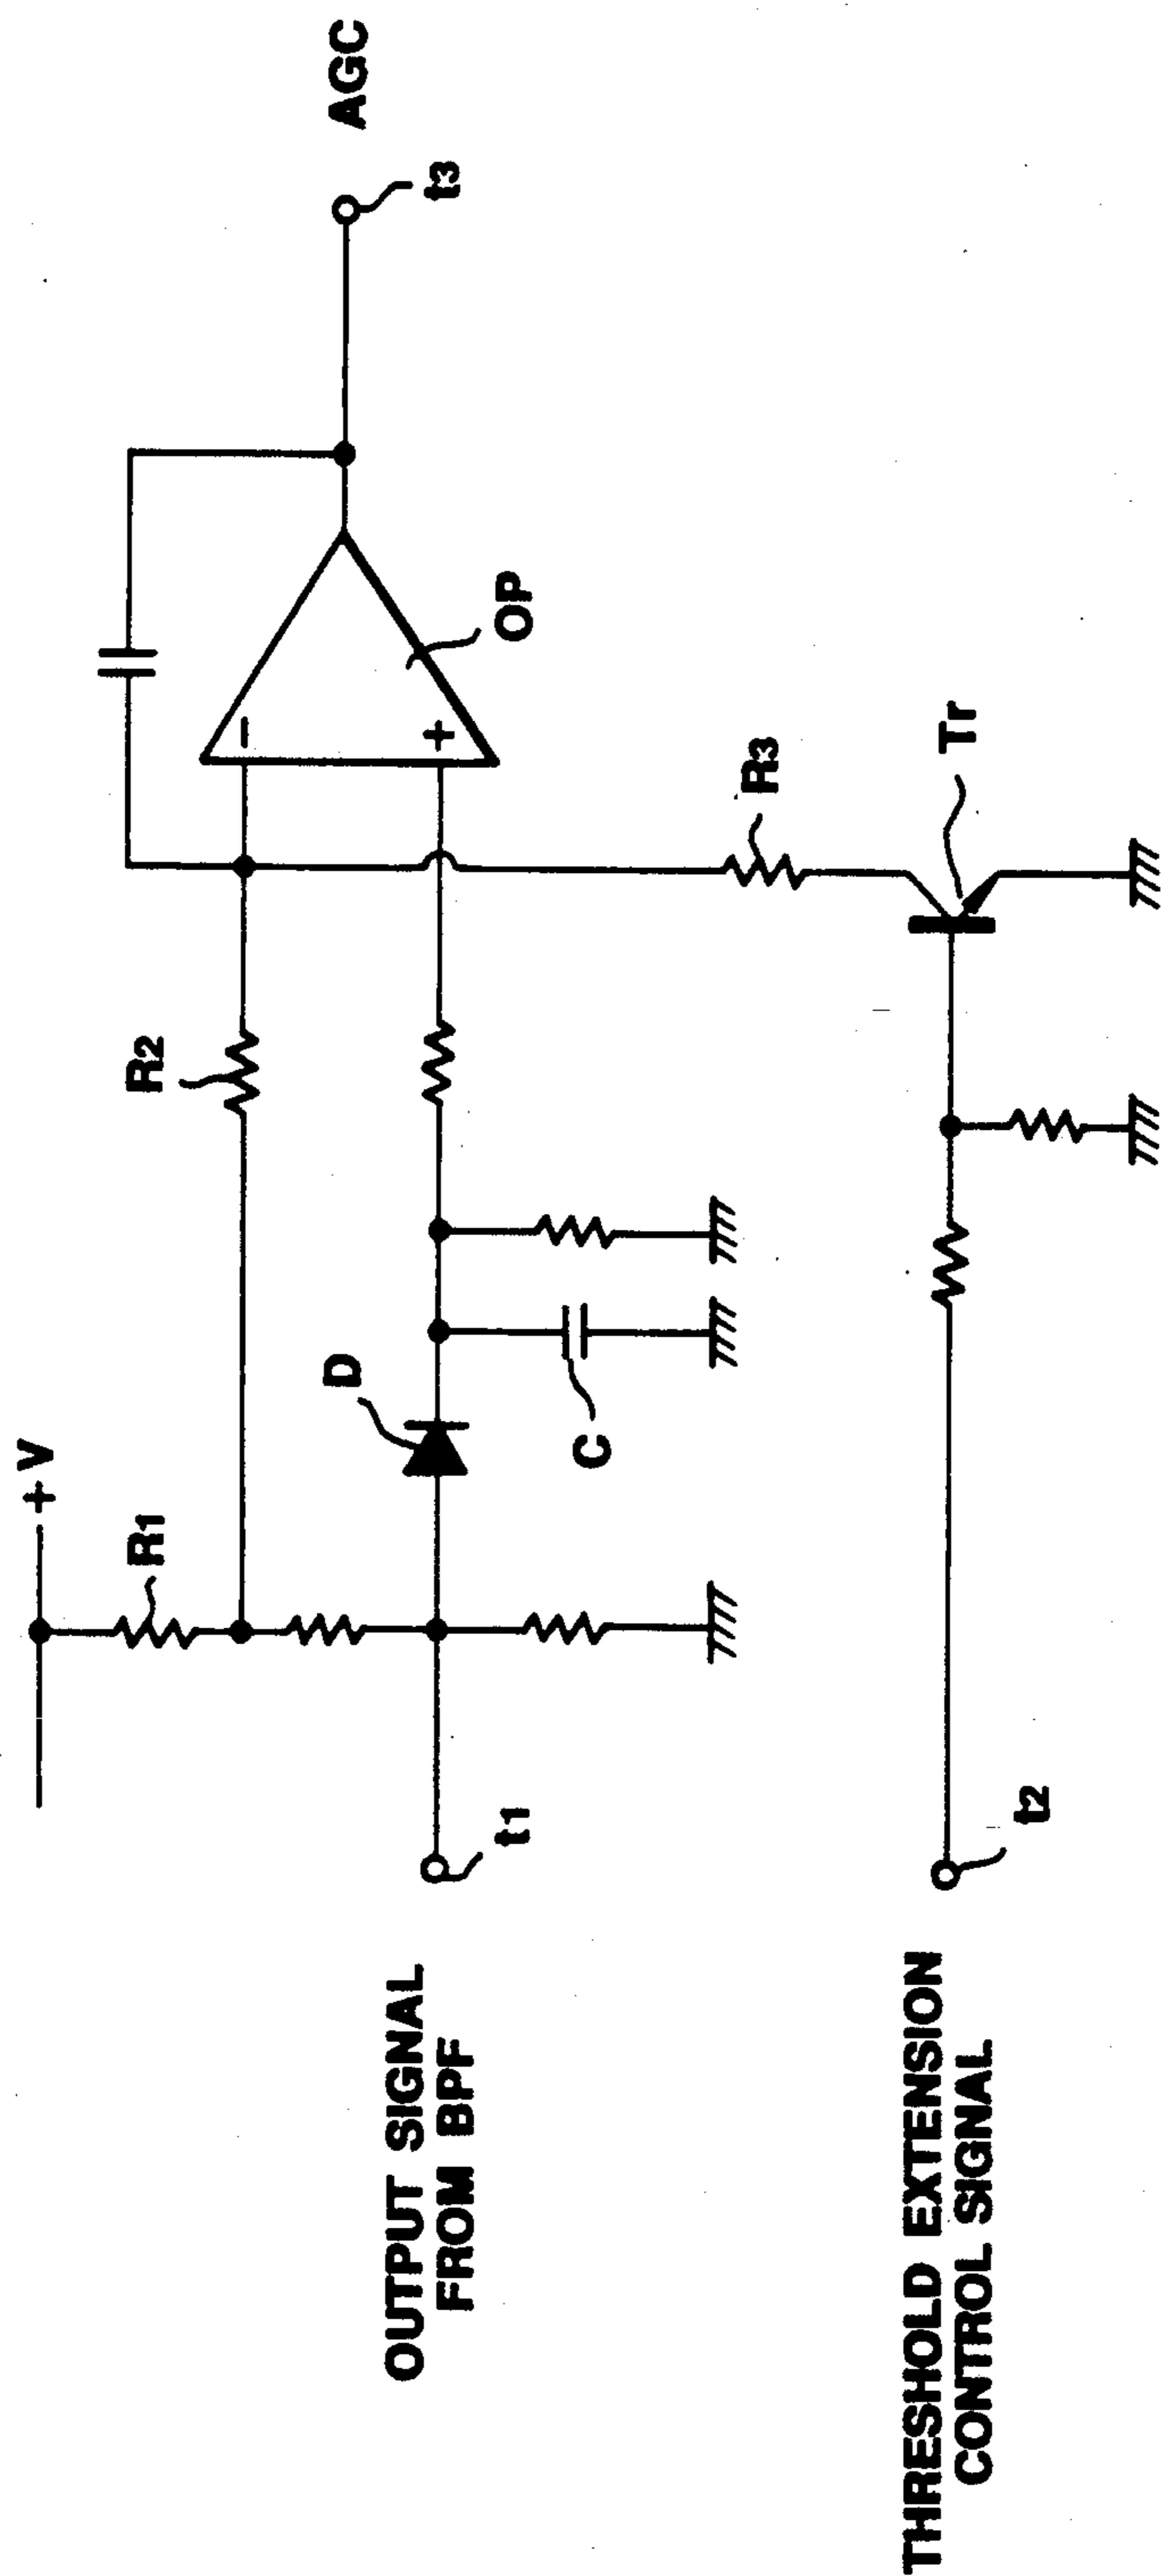 +V
R1
R2
D
C
OP
R3
Tr
t1
t2
t3
AGC
OUTPUT SIGNAL
FROM BPF
THRESHOLD EXTENSION
CONTROL SIGNAL
−
+